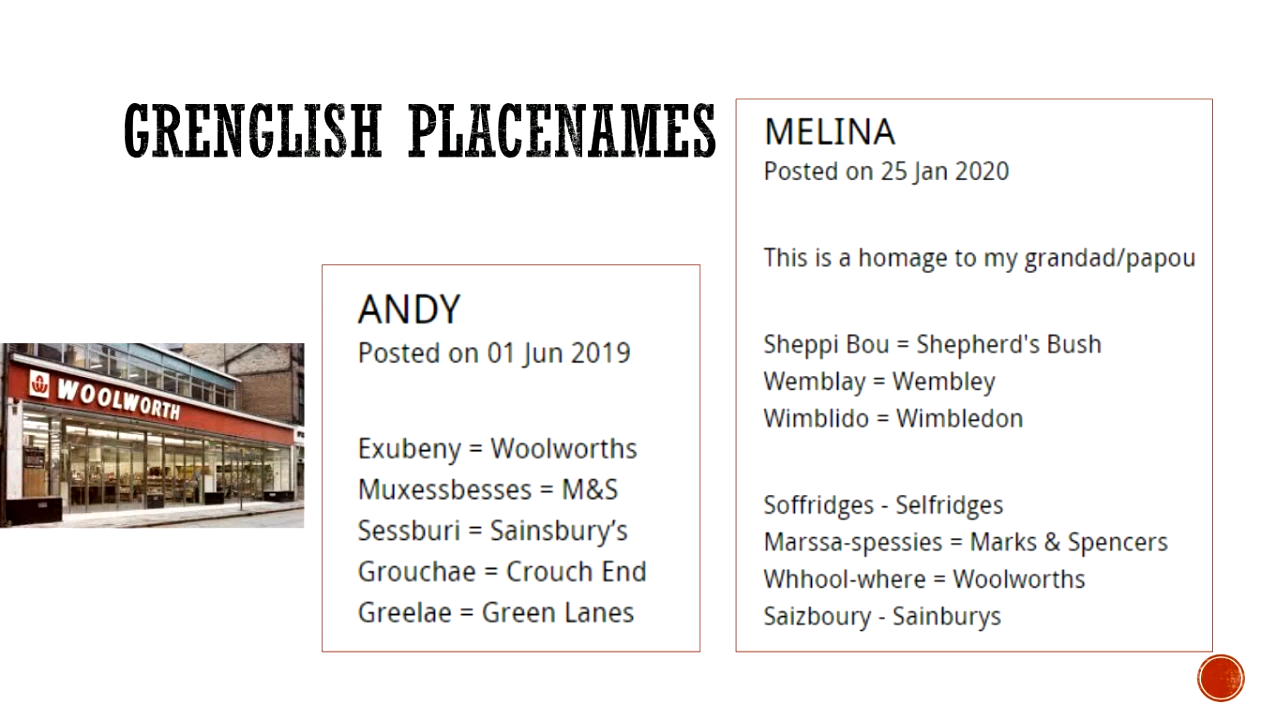 GRENGLISH PLACENAMES
WOOLWORTH
ANDY
Posted on 01 Jun 2019
Exubeny = Woolworths
Muxessbesses = M&S
Sessburi = Sainsbury’s
Grouchae = Crouch End
Greelae = Green Lanes
MELINA
Posted on 25 Jan 2020
This is a homage to my grandad/papou
Sheppi Bou = Shepherd's Bush
Wemblay = Wembley
Wimblido = Wimbledon
Soffridges - Selfridges
Marssa-spessies = Marks & Spencers
Whhool-where = Woolworths
Saizboury - Sainburys